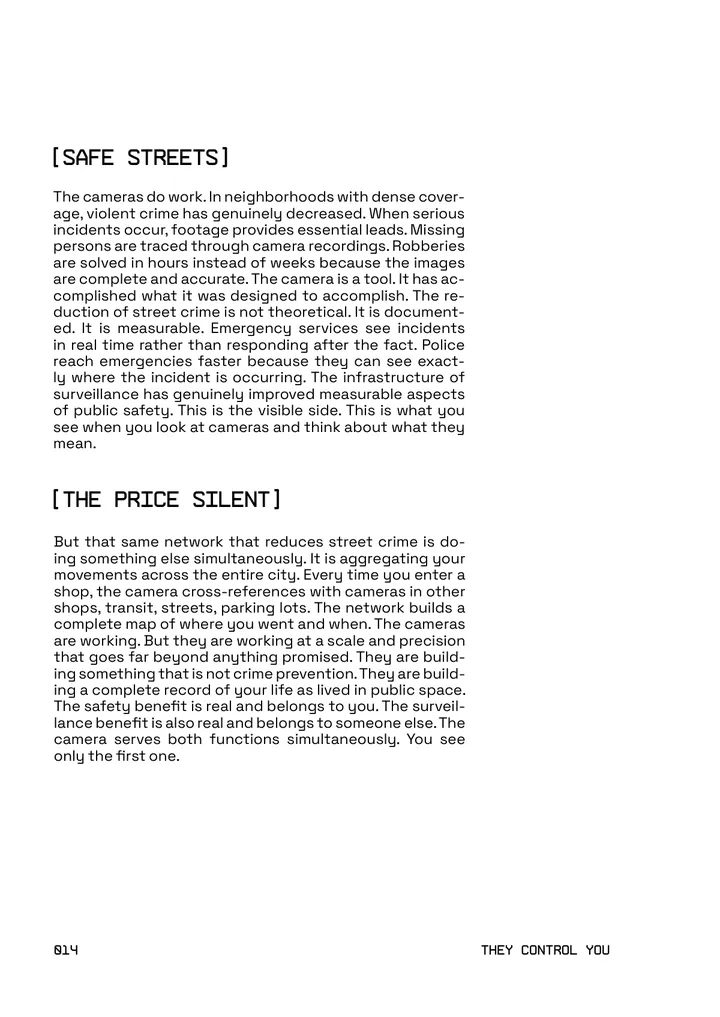 [SAFE STREETS]
The cameras do work. In neighborhoods with dense cover-
age, violent crime has genuinely decreased. When serious
incidents occur, footage provides essential leads. Missing
persons are traced through camera recordings. Robberies
are solved in hours instead of weeks because the images
are complete and accurate. The camera is a tool. It has ac-
complished what it was designed to accomplish. The re-
duction of street crime is not theoretical. It is document-
ed. It is measurable. Emergency services see incidents
in real time rather than responding after the fact. Police
reach emergencies faster because they can see exact-
ly where the incident is occurring. The infrastructure of
surveillance has genuinely improved measurable aspects
of public safety. This is the visible side. This is what you
see when you look at cameras and think about what they
mean.
[THE PRICE SILENT]
But that same network that reduces street crime is do-
ing something else simultaneously. It is aggregating your
movements across the entire city. Every time you enter a
shop, the camera cross-references with cameras in other
shops, transit, streets, parking lots. The network builds a
complete map of where you went and when. The cameras
are working. But they are working at a scale and precision
that goes far beyond anything promised. They are build-
ing something that is not crime prevention. They are build-
ing a complete record of your life as lived in public space.
The safety benefit is real and belongs to you. The surveil-
lance benefit is also real and belongs to someone else. The
camera serves both functions simultaneously. You see
only the first one.
014
THEY CONTROL YOU